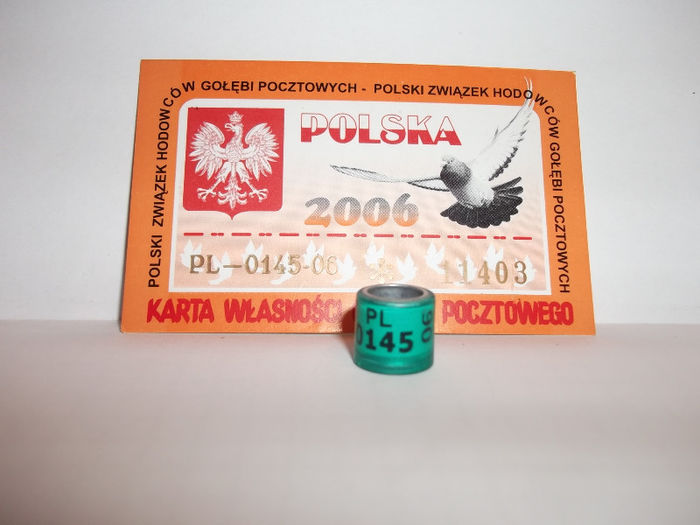 POLSKI ZWIĄZEK HODOWCÓW GOŁĘBI POCZTOWYCH - POLSKI ZWIĄZEK HODOWCÓW GOŁĘBI POCZTOWYCH
POLSKA
2006
PL-0145-06 11403
KARTA WŁASNOŚCI POCZTOWEGO
PL
0145
06